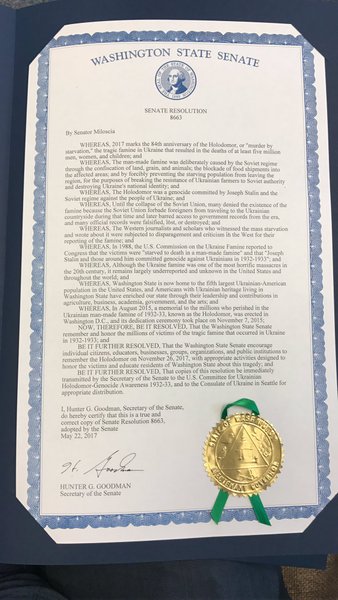 WASHINGTON STATE SENATE
SENATE RESOLUTION
8663
By Senator Miloscia
WHEREAS, 2017 marks the 84th anniversary of the Holodomor, or "murder by
starvation," the tragic famine in Ukraine that resulted in the deaths of at least five million
men, women, and children; and
WHEREAS, The man-made famine was deliberately caused by the Soviet regime
through the confiscation of land, grain, and animals; the blockade of food shipments into
the affected areas; and by forcibly preventing the starving population from leaving the
region, for the purposes of breaking the resistance of Ukrainian farmers to Soviet authority
and destroying Ukraine's national identity; and
WHEREAS, The Holodomor was a genocide committed by Joseph Stalin and the
Soviet regime against the people of Ukraine; and
WHEREAS, Until the collapse of the Soviet Union, many denied the existence of the
famine because the Soviet Union forbade foreigners from traveling to the Ukrainian
countryside during that time and later barred access to government records from the era,
and many official records were falsified, lost, or destroyed; and
WHEREAS, The Western journalists and scholars who witnessed the mass starvation
and wrote about it were subjected to disparagement and criticism in the West for their
reporting of the famine; and
WHEREAS, In 1988, the U.S. Commission on the Ukraine Famine reported to
Congress that the victims were "starved to death in a man-made famine" and that "Joseph
Stalin and those around him committed genocide against Ukrainians in 1932-1933"; and
WHEREAS, Although the Ukraine famine was one of the most horrific massacres in
the 20th century, it remains largely underreported and unknown in the United States and
throughout the world; and
WHEREAS, Washington State is now home to the fifth largest Ukrainian-American
population in the United States, and Americans with Ukrainian heritage living in
Washington State have enriched our state through their leadership and contributions in
agriculture, business, academia, government, and the arts; and
WHEREAS, In August 2015, a memorial to the millions who perished in the
Ukrainian man-made famine of 1932-33, known as the Holodomor, was erected in
Washington D.C., and its dedication ceremony took place on November 7, 2015;
NOW, THEREFORE, BE IT RESOLVED, That the Washington State Senate
remember and honor the millions of victims of the tragic famine that occurred in Ukraine
in 1932-1933; and
BE IT FURTHER RESOLVED, That the Washington State Senate encourage
individual citizens, educators, businesses, groups, organizations, and public institutions to
remember the Holodomor on November 26, 2017, with appropriate activities designed to
honor the victims and educate residents of Washington State about this tragedy; and
BE IT FURTHER RESOLVED, That copies of this resolution be immediately
transmitted by the Secretary of the Senate to the U.S. Committee for Ukrainian
Holodomor-Genocide Awareness 1932-33, and to the Consulate of Ukraine in Seattle for
appropriate distribution.
I, Hunter G. Goodman, Secretary of the Senate,
do hereby certify that this is a true and
correct copy of Senate Resolution 8663,
adopted by the Senate
May 22, 2017
H. Goodman
HUNTER G. GOODMAN
Secretary of the Senate